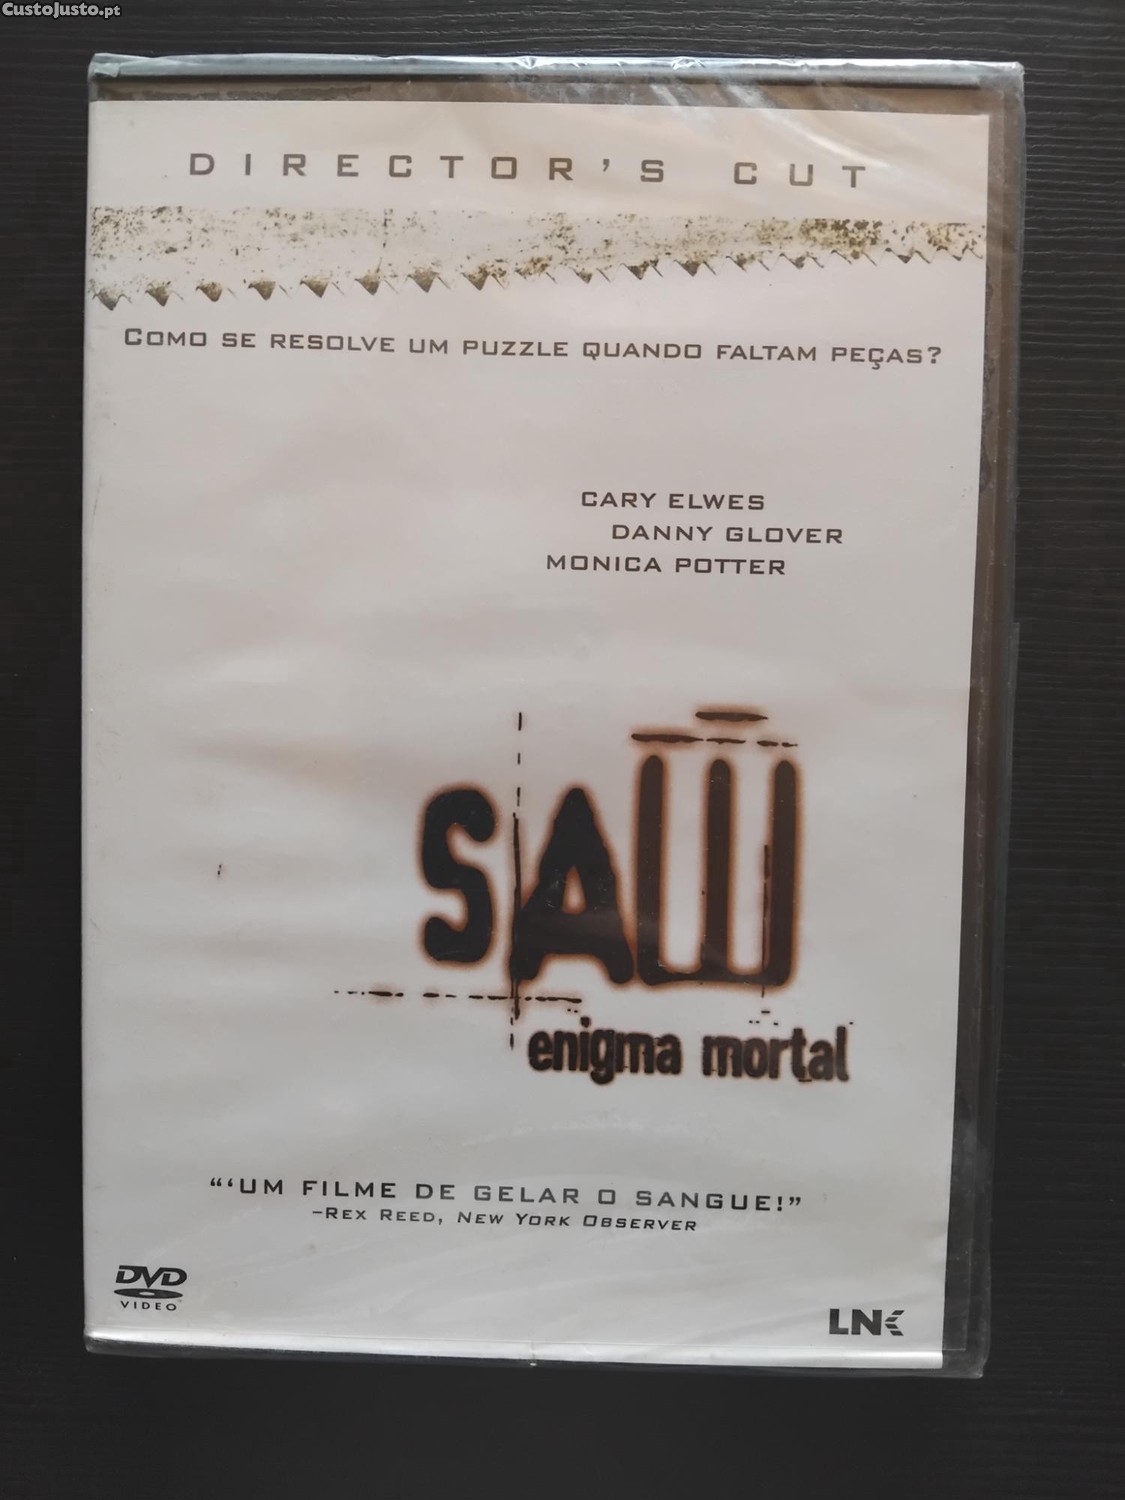 CustoJusto.pt
DIRECTOR'S CUT
COMO SE RESOLVE UM PUZZLE QUANDO FALTAM PEÇAS?
CARY ELWES
DANNY GLOVER
MONICA POTTER
SAW
enigma mortal
"'UM FILME DE GELAR O SANGUE!"
–REX REED, NEW YORK OBSERVER
DVD
VIDEO
LNK